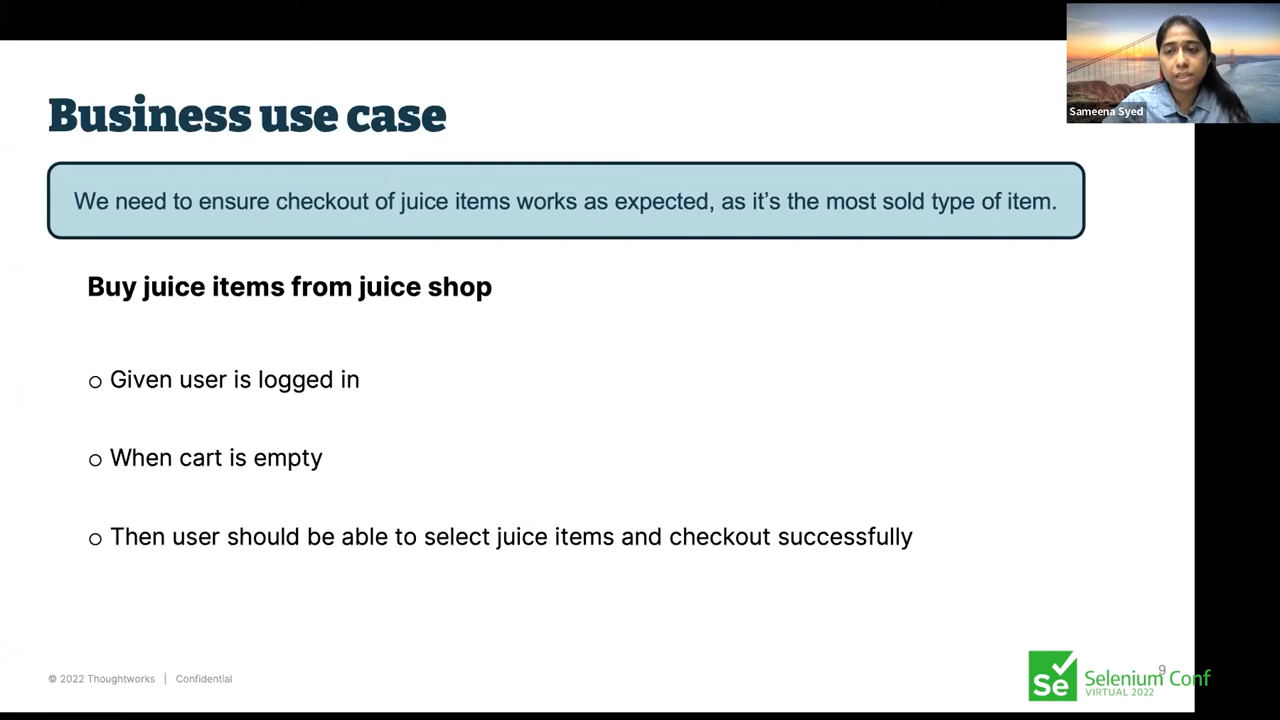 Business use case
Sameena Syed
We need to ensure checkout of juice items works as expected, as it's the most sold type of item.
Buy juice items from juice shop
o Given user is logged in
o When cart is empty
o Then user should be able to select juice items and checkout successfully
© 2022 Thoughtworks | Confidential
9
Se Selenium Conf
VIRTUAL 2022